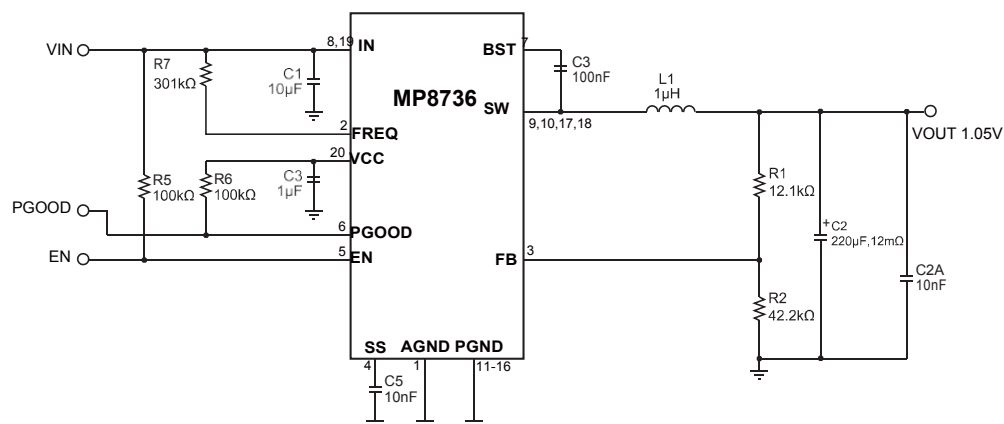 VIN
8,19
IN
R7
301kΩ
C1
10µF
2
FREQ
20
VCC
R5
100kΩ
R6
100kΩ
C3
1µF
PGOOD
6
PGOOD
EN
5
EN
MP8736
BST
7
C3
100nF
SW
9,10,17,18
L1
1µH
VOUT 1.05V
R1
12.1kΩ
+
C2
220µF,12mΩ
FB
3
C2A
10nF
R2
42.2kΩ
SS
AGND
PGND
4
1
11-16
C5
10nF